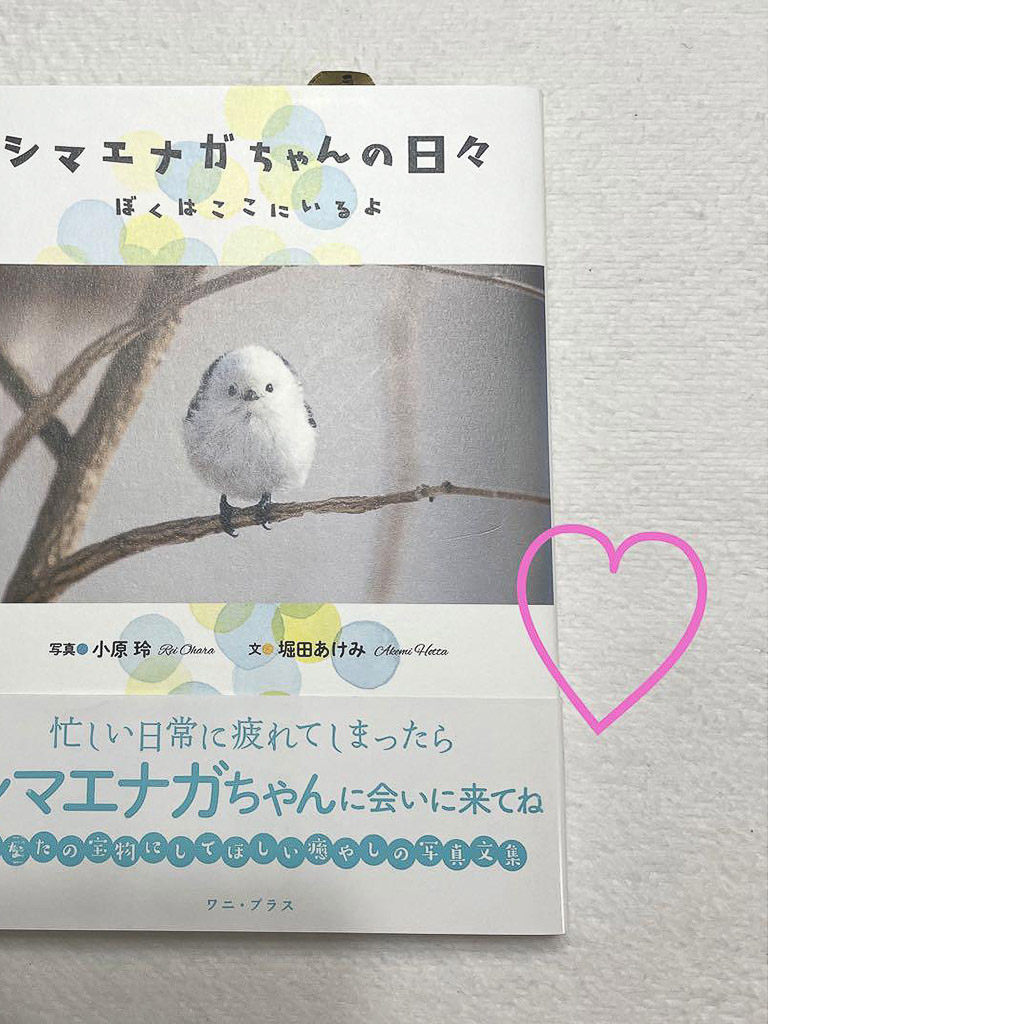 シマエナガちゃんの日々
ぼくはここにいるよ
写真 小原 玲 Rei Ohara 文 堀田あけみ Akemi Hotta
忙しい日常に疲れてしまったら
シマエナガちゃんに会いに来てね
なたの宝物にしてほしい癒やしの写真文集
ワニ・プラス